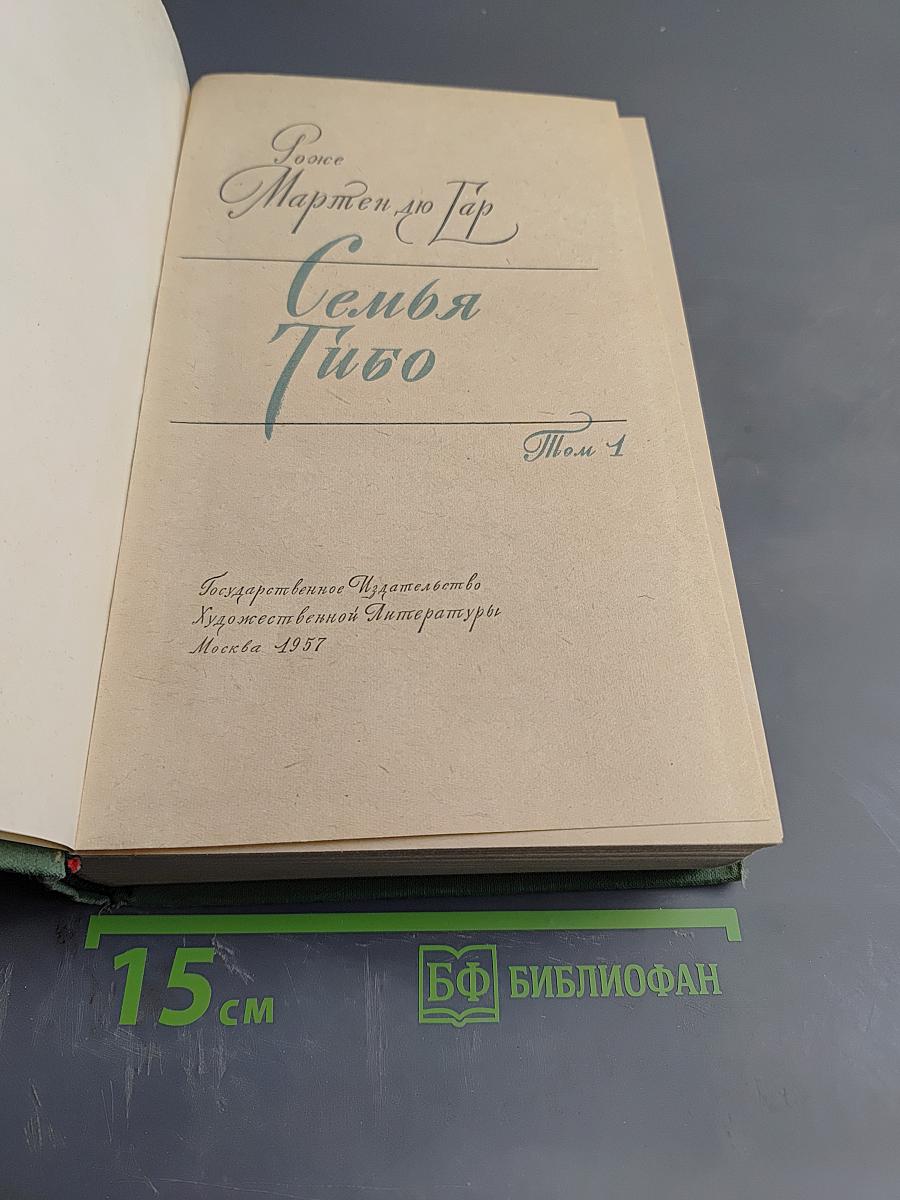 Роже
Мартен дю Гар
Семья
Тибо
Том 1
Государственное Издательство
Художественной Литературы
Москва 1957
15 см
БФ БИБЛИОФАН